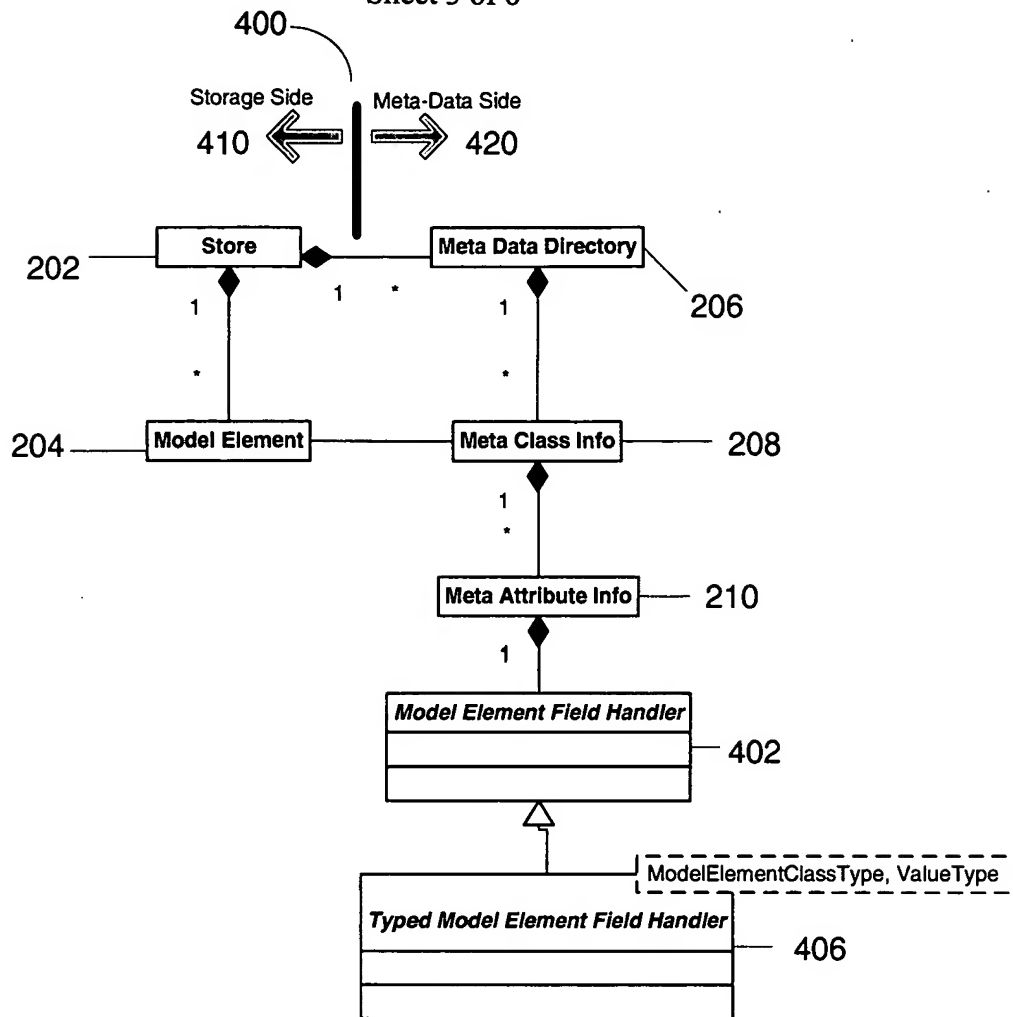 400
Storage Side Meta-Data Side
410 420
Store Meta Data Directory
202
1 * 206
1 1
* *
204 Model Element Meta Class Info 208
1
*
Meta Attribute Info 210
1
Model Element Field Handler
402
ModelElementClassType, ValueType
Typed Model Element Field Handler
406